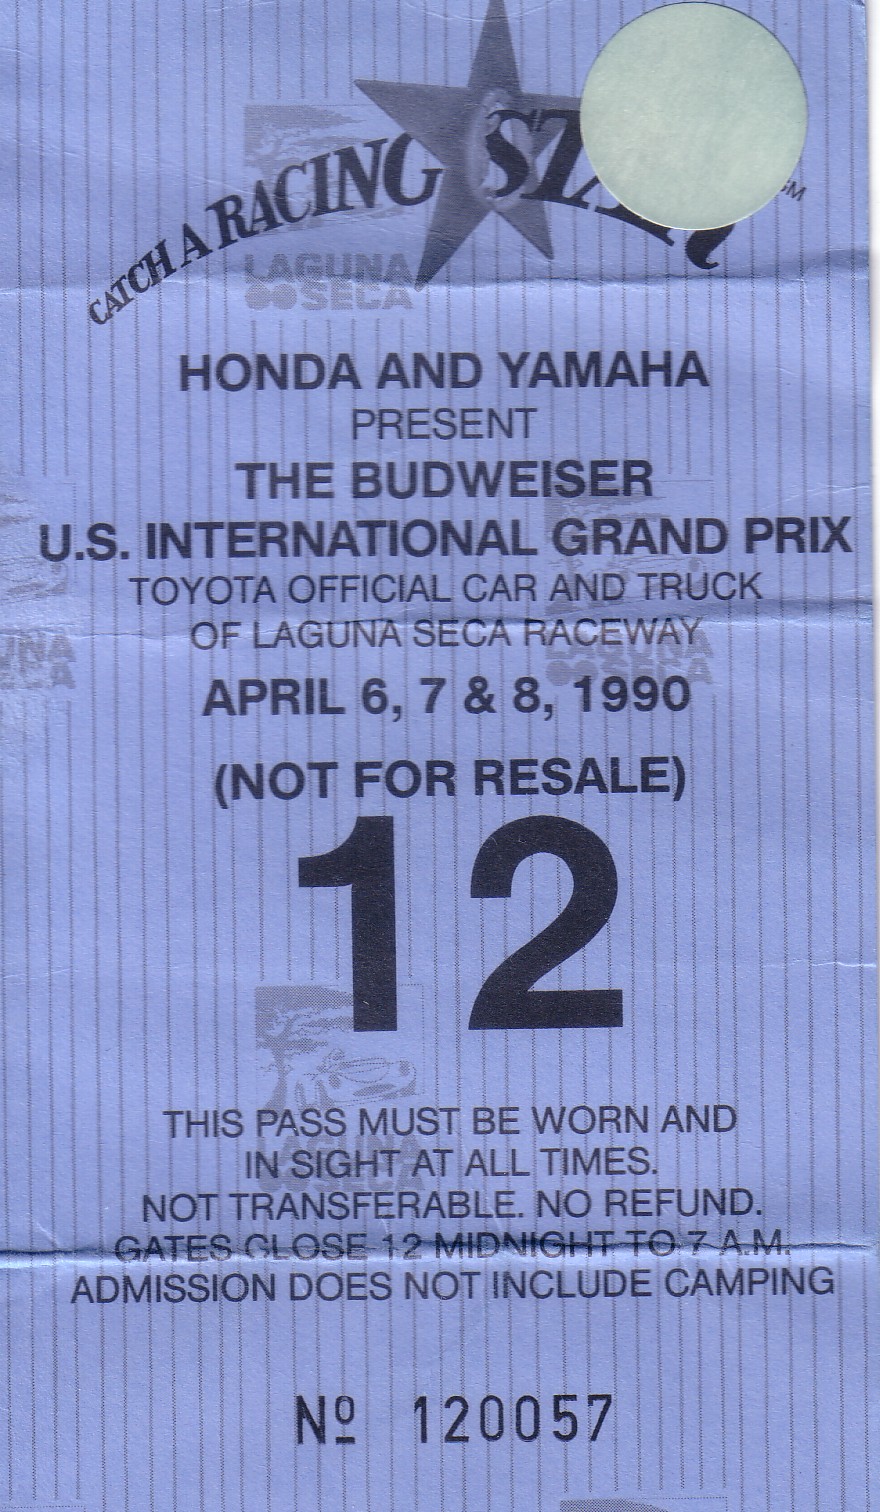 CATCH A RACING STAR SM
LAGUNA
SECA
HONDA AND YAMAHA
PRESENT
THE BUDWEISER
U.S. INTERNATIONAL GRAND PRIX
TOYOTA OFFICIAL CAR AND TRUCK
OF LAGUNA SECA RACEWAY
APRIL 6, 7 & 8, 1990
(NOT FOR RESALE)
12
THIS PASS MUST BE WORN AND
IN SIGHT AT ALL TIMES.
NOT TRANSFERABLE. NO REFUND.
GATES CLOSE 12 MIDNIGHT TO 7 A.M.
ADMISSION DOES NOT INCLUDE CAMPING
Nº 120057